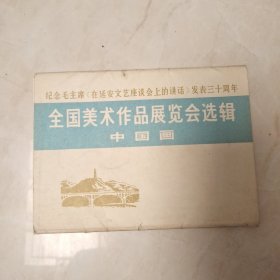 纪念毛主席《在延安文艺座谈会上的讲话》发表三十周年
全国美术作品展览会选辑
中国画